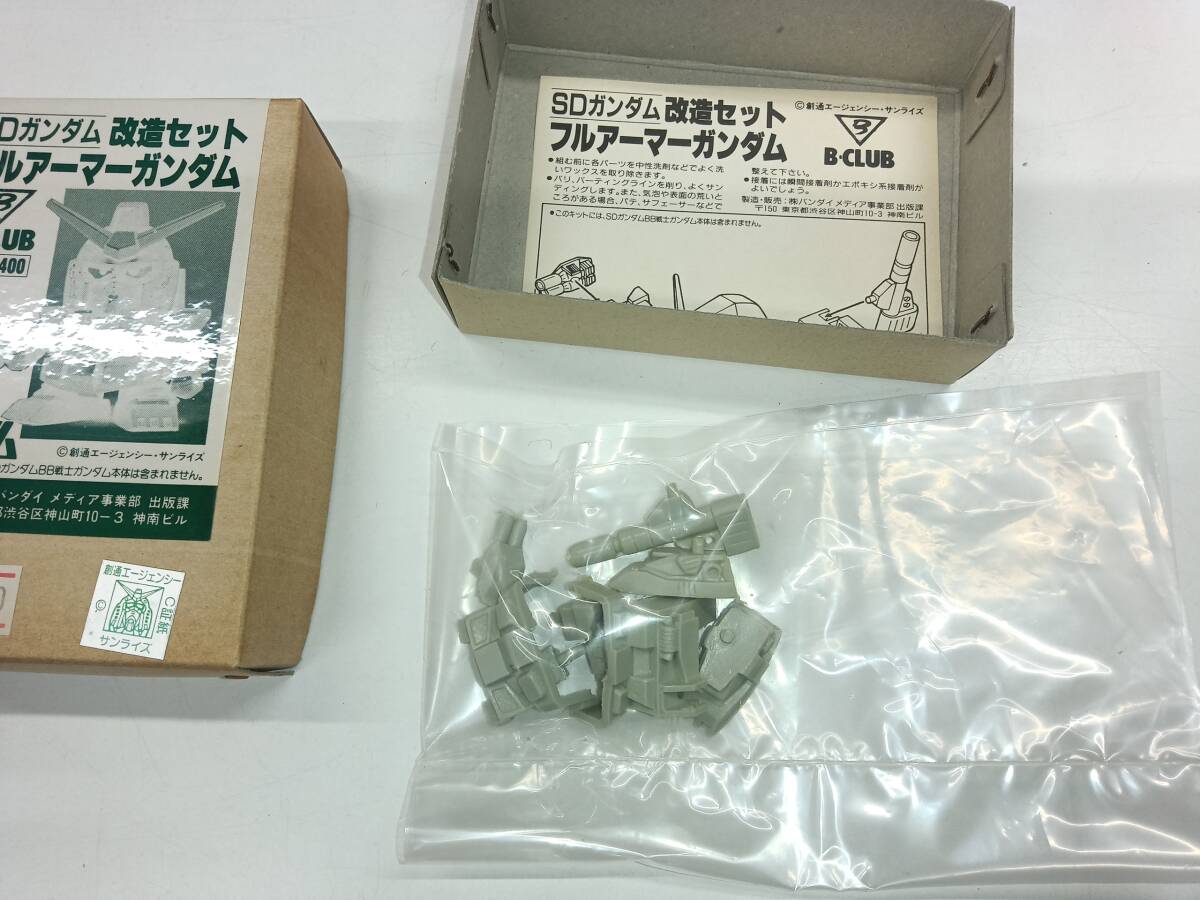 Dガンダム 改造セット
ルアーマーガンダム
B
LUB
400
ム
©創通エージェンシー・サンライズ
ガンダムBB戦士ガンダム本体は含まれません。
バンダイ メディア事業部 出版課
都渋谷区神山町10-3 神南ビル
創通エージェンシー
©証紙
サンライズ
SDガンダム 改造セット
フルアーマーガンダム
©創通エージェンシー・サンライズ
B
B・CLUB
●組む前に各パーツを中性洗剤などでよく洗
いワックスを取り除きます。
●バリ、パーティングラインを削り、よくサン
ディングします。また、気泡や表面の荒いと
ころがある場合、パテ、サフェーサーなどで
整えて下さい。
●接着には瞬間接着剤かエポキシ系接着剤が
よいでしょう。
製造・販売:㈱バンダイメディア事業部 出版課
〒150 東京都渋谷区神山町10-3 神南ビル
●このキットには、SDガンダムBB戦士ガンダム本体は含まれません。